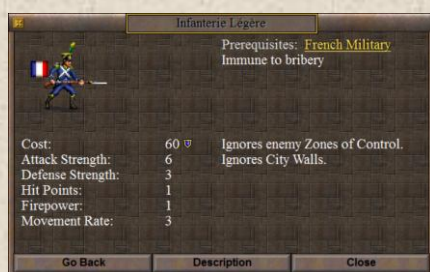 Infanterie Légère
Prerequisites: French Military
Immune to bribery
Cost: 60
Attack Strength: 6
Defense Strength: 3
Hit Points: 1
Firepower: 1
Movement Rate: 3
Ignores enemy Zones of Control.
Ignores City Walls.
Go Back Description Close